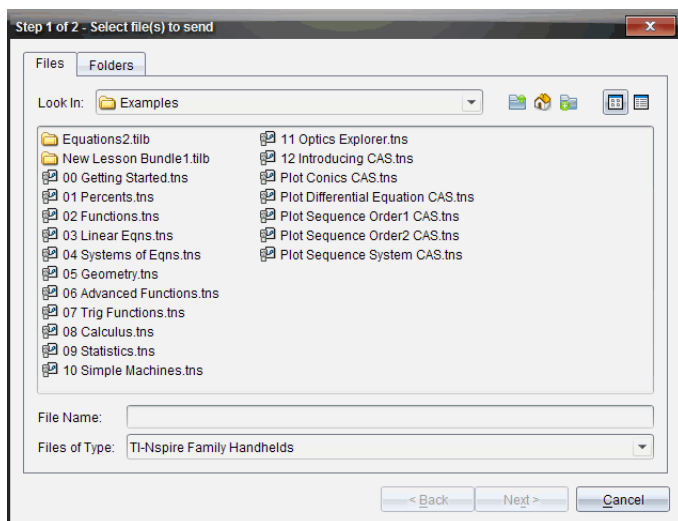 Step 1 of 2 - Select file(s) to send
Files Folders
Look In: Examples
Equations2.tilb
New Lesson Bundle1.tilb
00 Getting Started.tns
01 Percents.tns
02 Functions.tns
03 Linear Eqns.tns
04 Systems of Eqns.tns
05 Geometry.tns
06 Advanced Functions.tns
07 Trig Functions.tns
08 Calculus.tns
09 Statistics.tns
10 Simple Machines.tns
11 Optics Explorer.tns
12 Introducing CAS.tns
Plot Conics CAS.tns
Plot Differential Equation CAS.tns
Plot Sequence Order1 CAS.tns
Plot Sequence Order2 CAS.tns
Plot Sequence System CAS.tns
File Name:
Files of Type: TI-Nspire Family Handhelds
< Back Next > Cancel